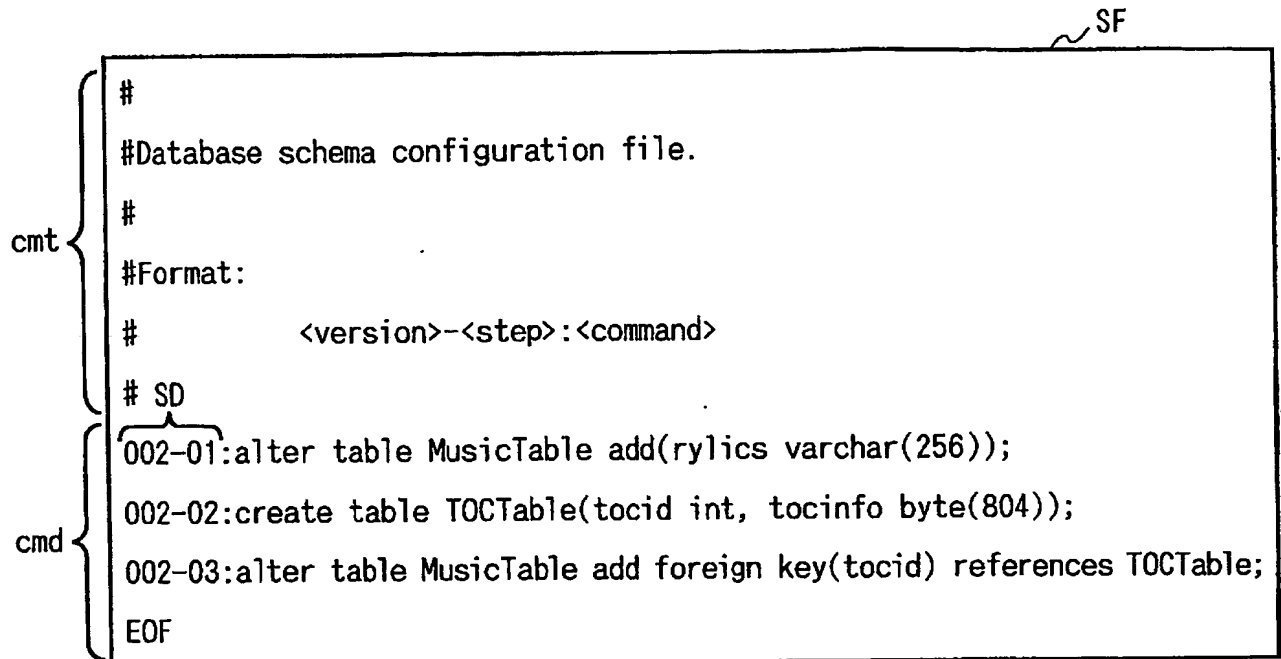 SF
#
#Database schema configuration file.
#
cmt
#Format:
# <version>-<step>:<command>
# SD
002-01:alter table MusicTable add(rylics varchar(256));
002-02:create table TOCTable(tocid int, tocinfo byte(804));
cmd
002-03:alter table MusicTable add foreign key(tocid) references TOCTable;
EOF